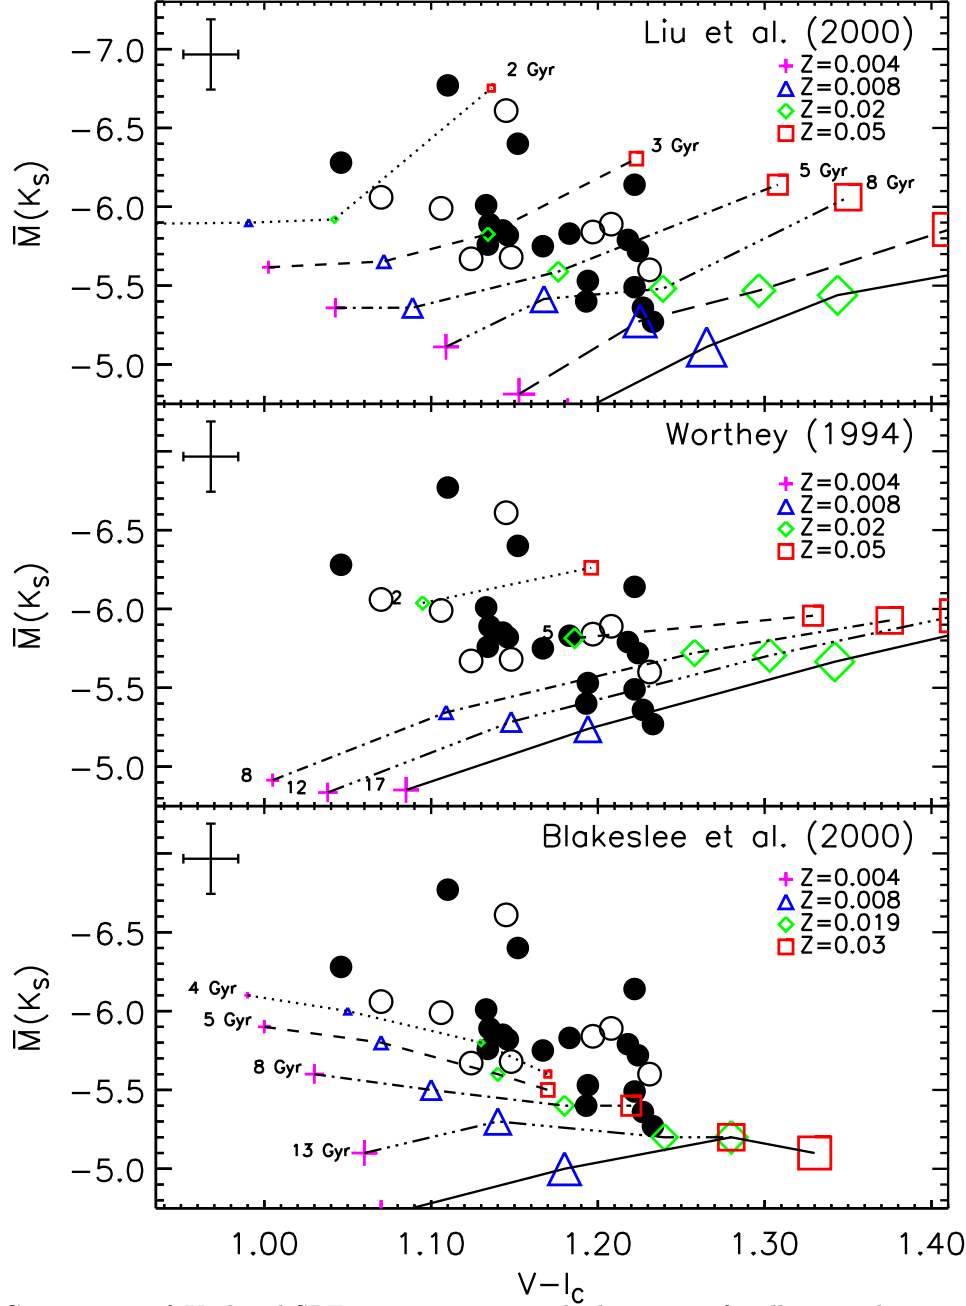 Liu et al. (2000)
Z=0.004
Z=0.008
Z=0.02
Z=0.05
2 Gyr
3 Gyr
5 Gyr
8 Gyr
−7.0
−6.5
−6.0
−5.5
−5.0
M̅(K_S)
Worthey (1994)
Z=0.004
Z=0.008
Z=0.02
Z=0.05
2
5
8
12
17
−6.5
−6.0
−5.5
−5.0
M̅(K_S)
Blakeslee et al. (2000)
Z=0.004
Z=0.008
Z=0.019
Z=0.03
4 Gyr
5 Gyr
8 Gyr
13 Gyr
−6.5
−6.0
−5.5
−5.0
M̅(K_S)
1.00 1.10 1.20 1.30 1.40
V−I_C